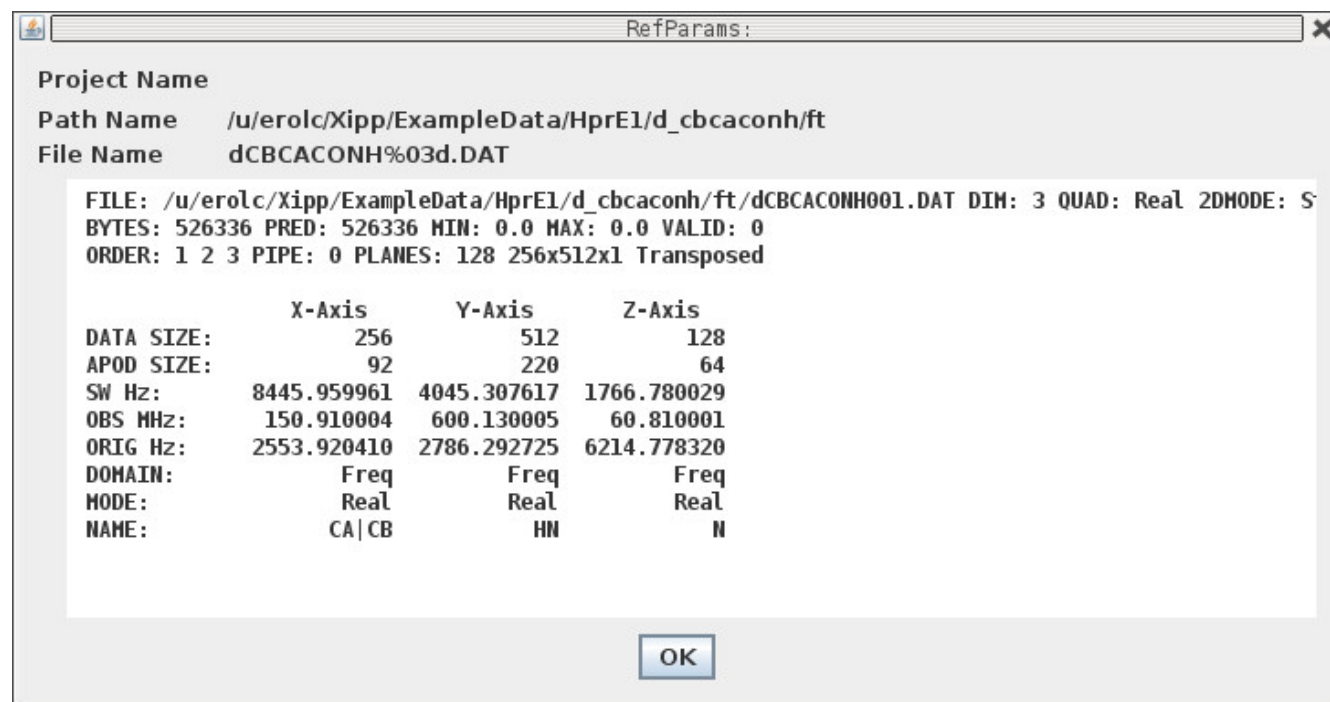 RefParams:
Project Name
Path Name /u/erolc/Xipp/ExampleData/HprE1/d_cbcaconh/ft
File Name dCBCACONH%03d.DAT
FILE: /u/erolc/Xipp/ExampleData/HprE1/d_cbcaconh/ft/dCBCACONH001.DAT DIM: 3 QUAD: Real 2DMODE: S
BYTES: 526336 PRED: 526336 MIN: 0.0 MAX: 0.0 VALID: 0
ORDER: 1 2 3 PIPE: 0 PLANES: 128 256x512x1 Transposed
X-Axis Y-Axis Z-Axis
DATA SIZE: 256 512 128
APOD SIZE: 92 220 64
SW Hz: 8445.959961 4045.307617 1766.780029
OBS MHz: 150.910004 600.130005 60.810001
ORIG Hz: 2553.920410 2786.292725 6214.778320
DOMAIN: Freq Freq Freq
MODE: Real Real Real
NAME: CA|CB HN N
OK